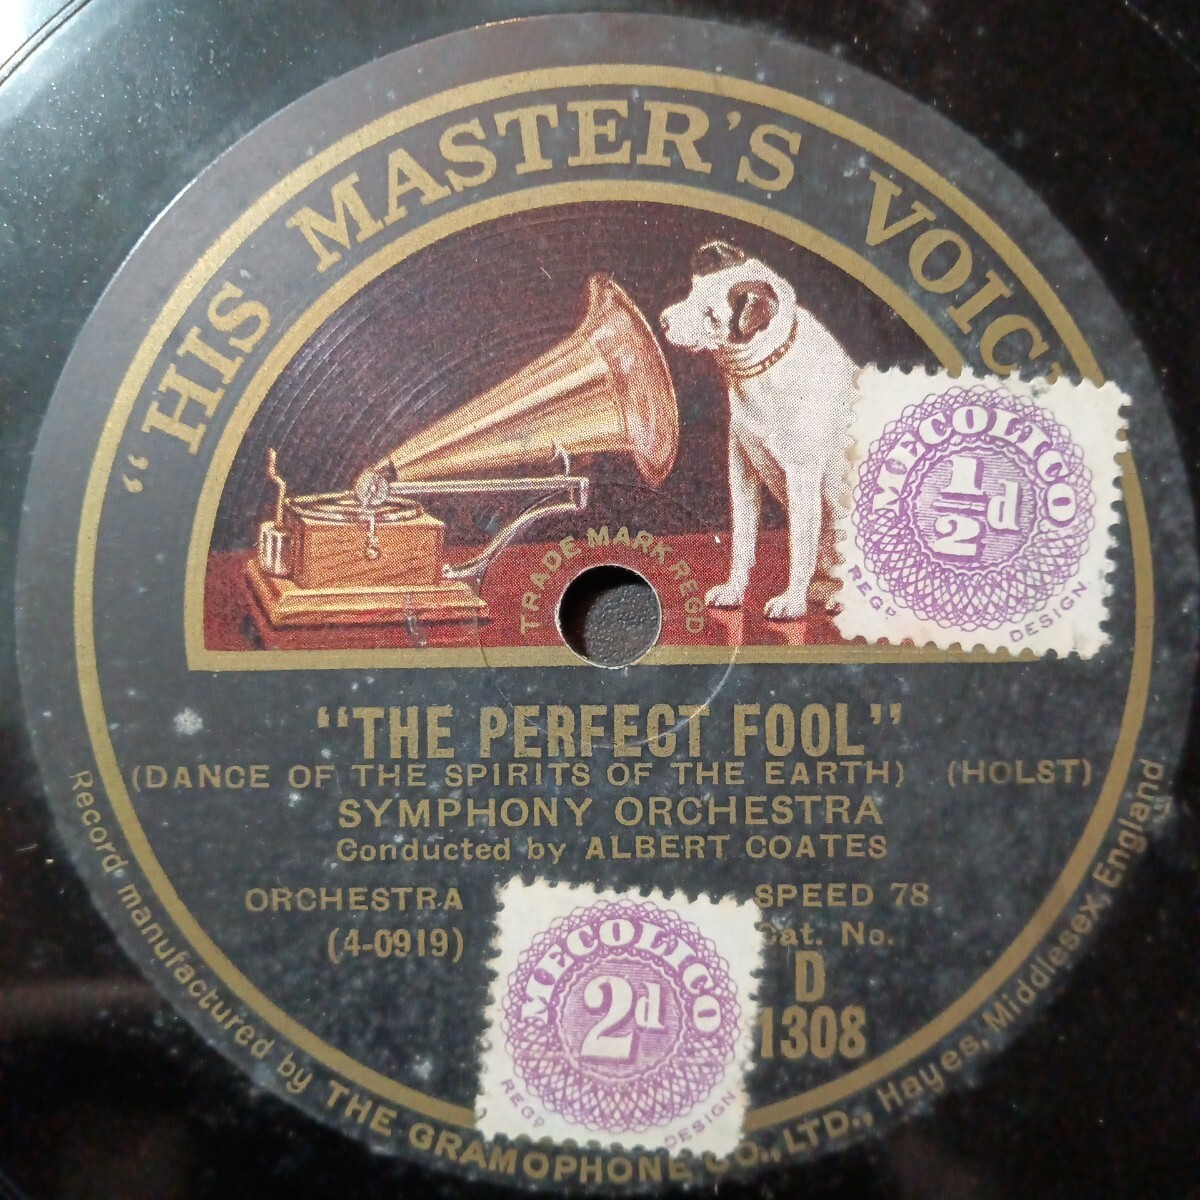 "HIS MASTER'S VOIC
TRADE MARK REGD
MECOLICO
½d
REGD DESIGN
"THE PERFECT FOOL"
(DANCE OF THE SPIRITS OF THE EARTH) (HOLST)
SYMPHONY ORCHESTRA
Conducted by ALBERT COATES
ORCHESTRA SPEED 78
(4-0919) Cat. No.
D
1308
MECOLICO
2d
REGD DESIGN
Record manufactured by THE GRAMOPHONE CO., LTD., Hayes, Middlesex, England